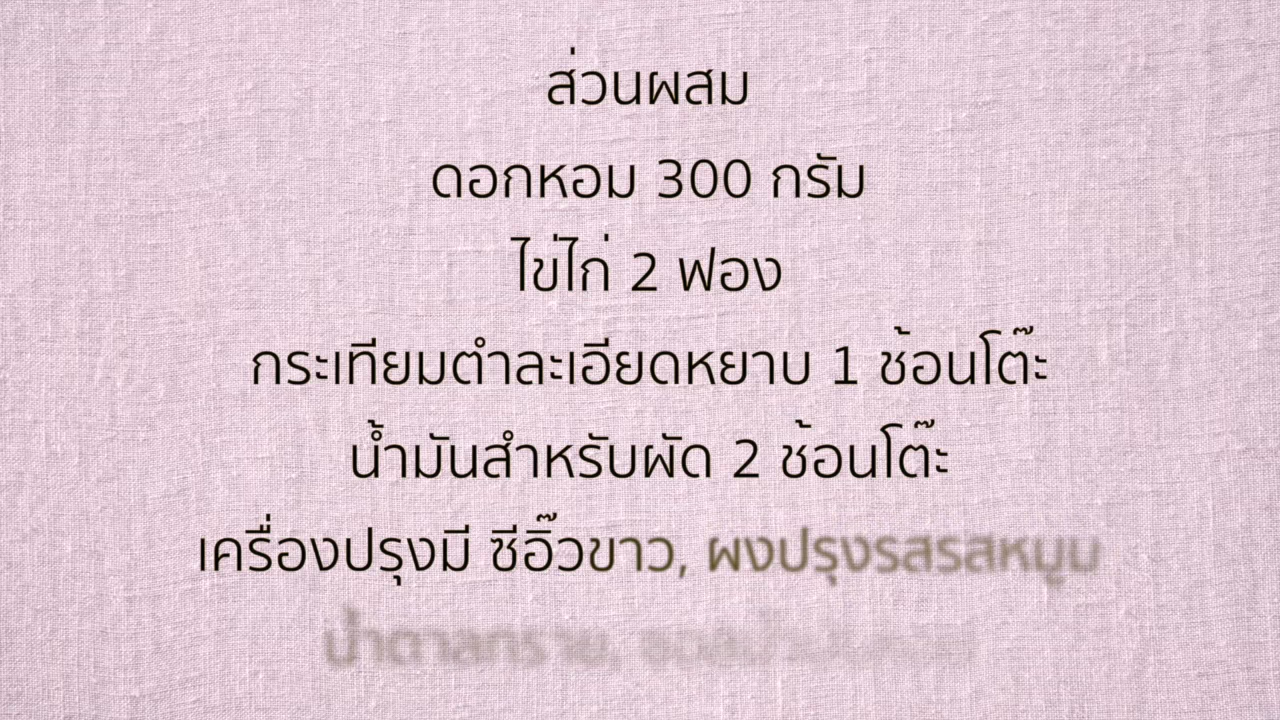 ส่วนผสม
ดอกหอม 300 กรัม
ไข่ไก่ 2 ฟอง
กระเทียมตำละเอียดหยาบ 1 ช้อนโต๊ะ
น้ำมันสำหรับผัด 2 ช้อนโต๊ะ
เครื่องปรุงมี ซีอิ๊วขาว, ผงปรุงรสรสหมูม
น้ำตาลทราย,